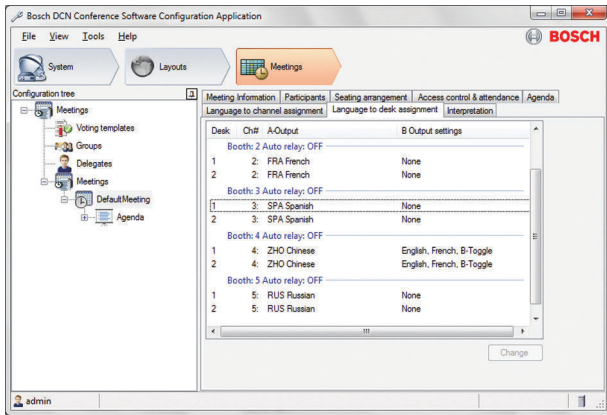 Bosch DCN Conference Software Configuration Application
File View Tools Help
BOSCH
System
Layouts
Meetings
Configuration tree
Meetings
Voting templates
Groups
Delegates
Meetings
DefaultMeeting
Agenda
Meeting Information Participants Seating arrangement Access control & attendance Agenda
Language to channel assignment Language to desk assignment Interpretation
Desk Ch# A-Output B Output settings
Booth: 2 Auto relay: OFF
1 2: FRA French None
2 2: FRA French None
Booth: 3 Auto relay: OFF
1 3: SPA Spanish None
2 3: SPA Spanish None
Booth: 4 Auto relay: OFF
1 4: ZHO Chinese English, French, B-Toggle
2 4: ZHO Chinese English, French, B-Toggle
Booth: 5 Auto relay: OFF
1 5: RUS Russian None
2 5: RUS Russian None
Change
admin